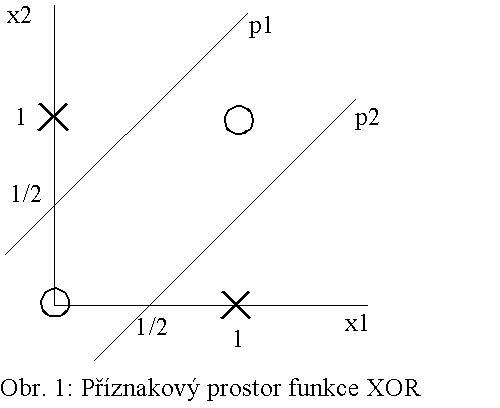 x2
p1
1
p2
1/2
1/2
x1
1
Obr. 1: Příznakový prostor funkce XOR